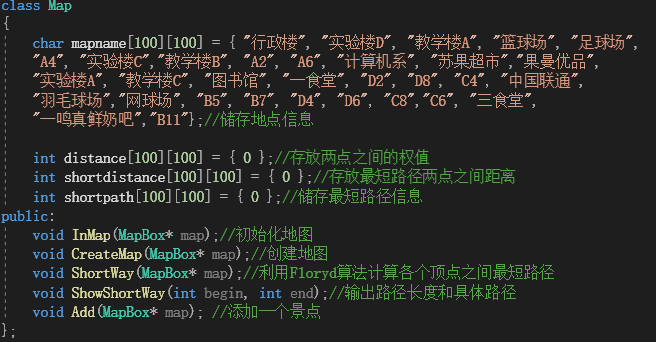 class Map
{
char mapname[100][100] = { "行政楼", "实验楼D", "教学楼A", "篮球场", "足球场",
"A4", "实验楼C","教学楼B", "A2", "A6", "计算机系", "苏果超市","果曼优品",
"实验楼A", "教学楼C", "图书馆", "一食堂", "D2", "D8", "C4", "中国联通",
"羽毛球场","网球场", "B5", "B7", "D4", "D6", "C8","C6", "三食堂",
"一鸣真鲜奶吧","B11"};//储存地点信息
int distance[100][100] = { 0 };//存放两点之间的权值
int shortdistance[100][100] = { 0 };//存放最短路径两点之间距离
int shortpath[100][100] = { 0 };//储存最短路径信息
public:
void InMap(MapBox* map);//初始化地图
void CreateMap(MapBox* map);//创建地图
void ShortWay(MapBox* map);//利用Floryd算法计算各个顶点之间最短路径
void ShowShortWay(int begin, int end);//输出路径长度和具体路径
void Add(MapBox* map); //添加一个景点
};